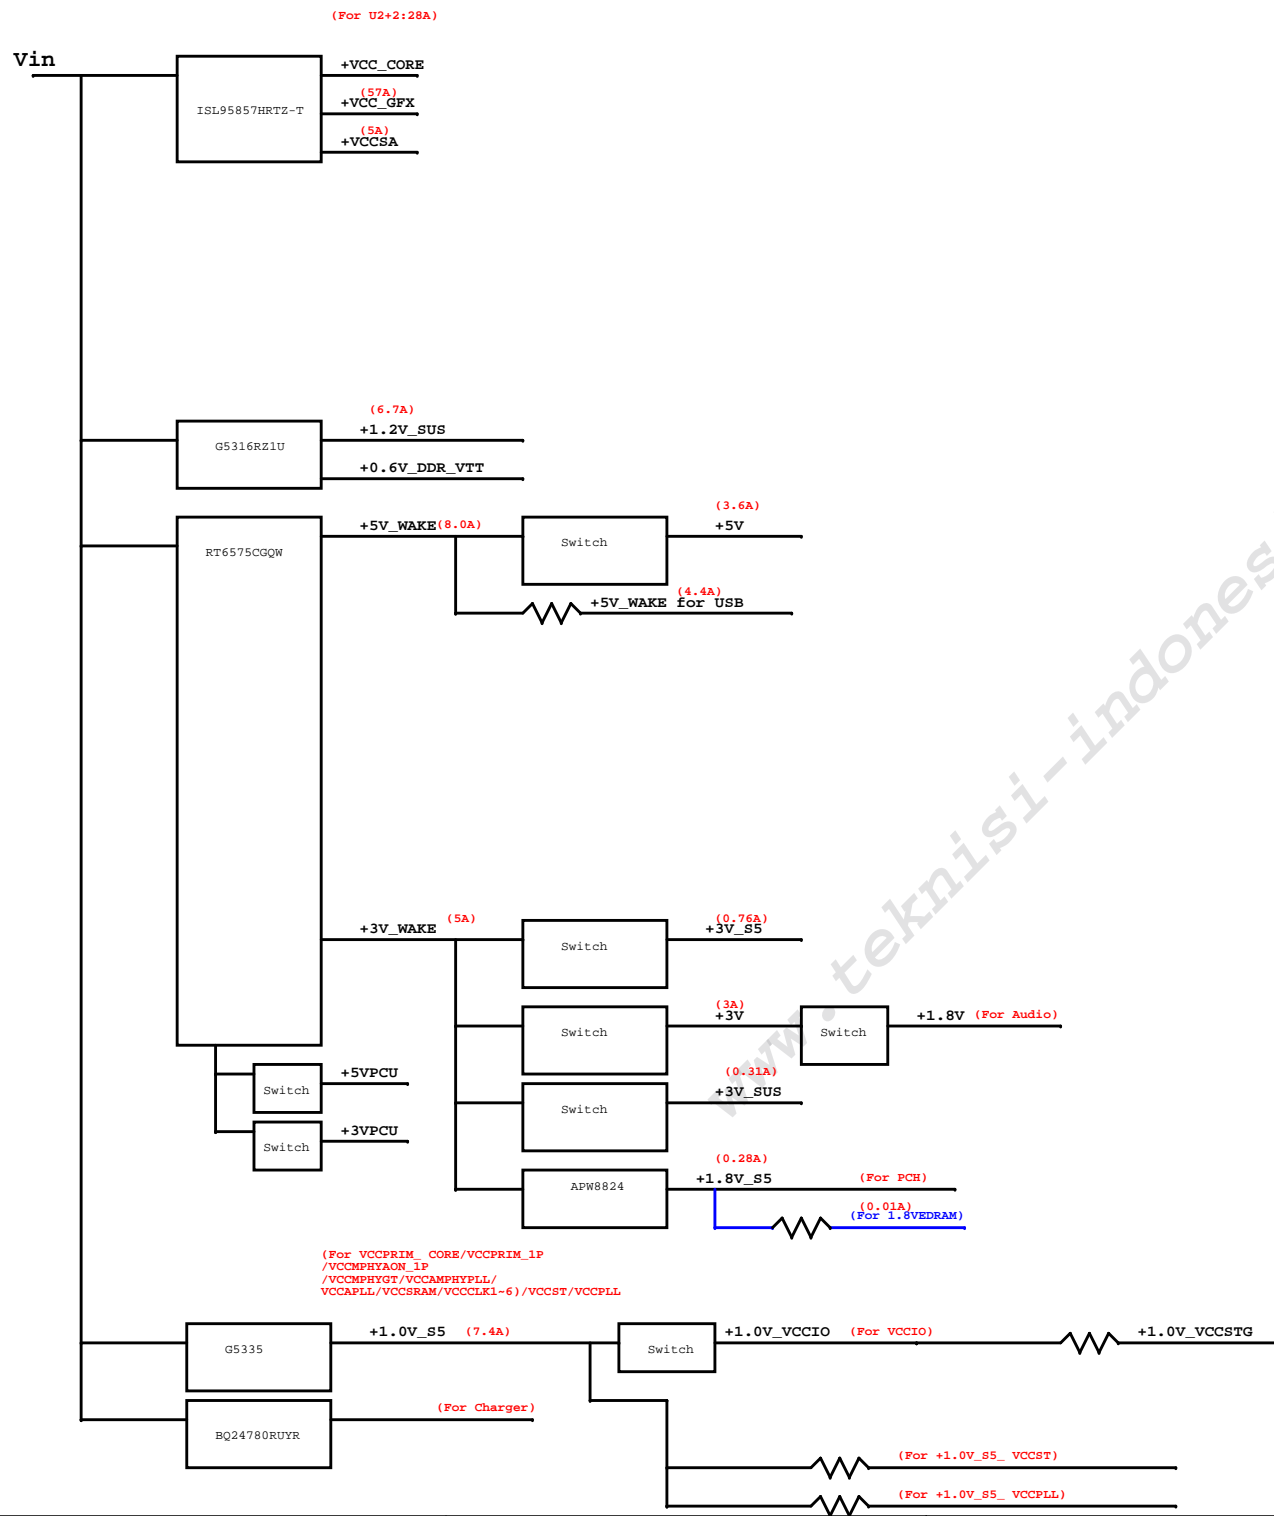 (For U2+2:28A)
Vin
+VCC_CORE
(57A)
ISL95857HRTZ-T
+VCC_GFX
(5A)
+VCCSA
(6.7A)
+1.2V_SUS
G5316RZ1U
+0.6V_DDR_VTT
(3.6A)
+5V_WAKE(8.0A)
+5V
RT6575CGQW
Switch
(4.4A)
+5V_WAKE for USB
(0.76A)
+3V_WAKE (5A)
+3V_S5
Switch
(3A)
+3V
+1.8V (For Audio)
Switch
Switch
+5VPCU
(0.31A)
Switch
+3V_SUS
Switch
+3VPCU
Switch
(0.28A)
+1.8V_S5 (For PCH)
APW8824
(0.01A)
(For 1.8VEDRAM)
(For VCCPRIM_ CORE/VCCPRIM_1P
/VCCMPHYAON_1P
/VCCMPHYGT/VCCAMPHYPLL/
VCCAPLL/VCCSRAM/VCCCLK1~6)/VCCST/VCCPLL
+1.0V_S5 (7.4A)
+1.0V_VCCIO (For VCCIO)
+1.0V_VCCSTG
G5335
Switch
(For Charger)
BQ24780RUYR
(For +1.0V_S5_ VCCST)
(For +1.0V_S5_ VCCPLL)
www.teknisi-indones